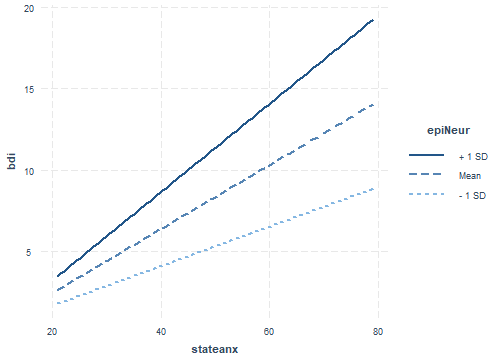 20
15
10
5
bdi
20 40 60 80
stateanx
epiNeur
+ 1 SD
Mean
- 1 SD